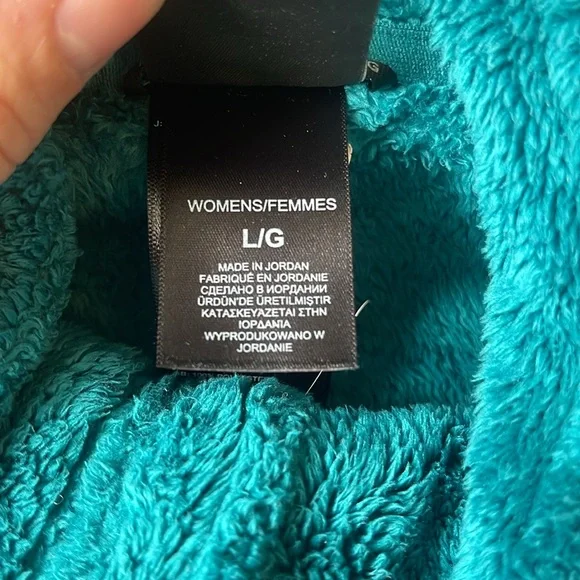 WOMENS/FEMMES
L/G
MADE IN JORDAN
FABRIQUÉ EN JORDANIE
СДЕЛАНО В ИОРДАНИИ
ÜRDÜN'DE ÜRETILMIŞTIR
ΚΑΤΑΣΚΕΥΑΖΕΤΑΙ ΣΤΗΝ
ΙΟΡΔΑΝΙΑ
WYPRODUKOWANO W
JORDANIE